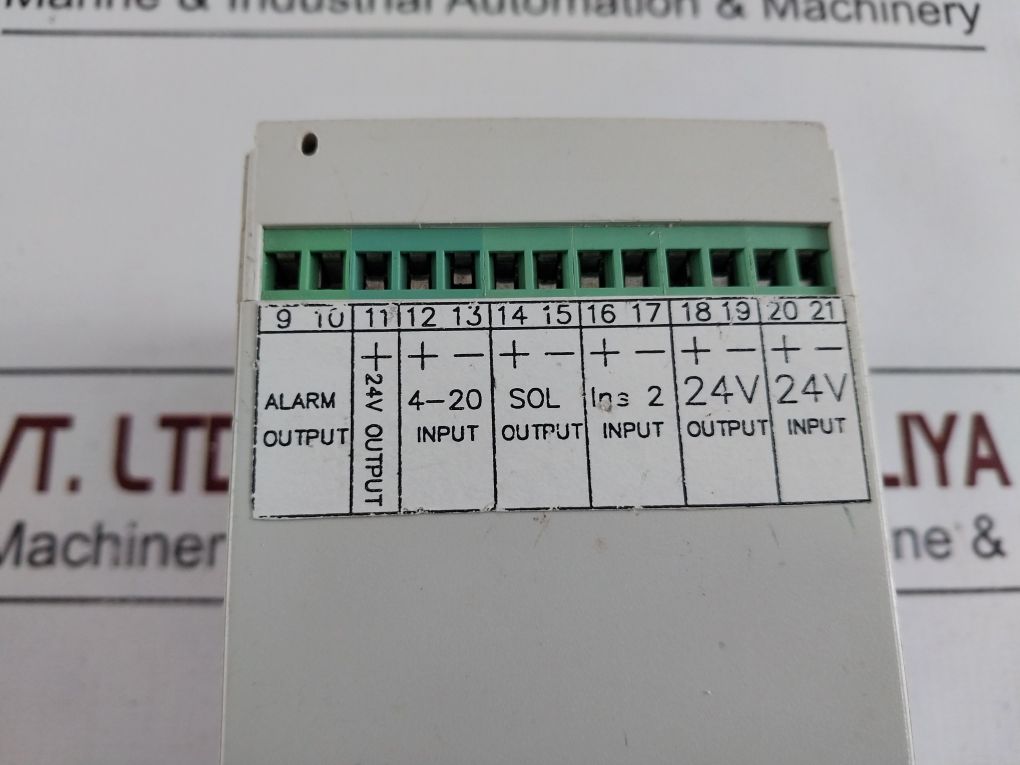 Marine & Industrial Automation & Machinery
9 10 11 12 13 14 15 16 17 18 19 20 21
+ + - + - + - + - + -
ALARM OUTPUT
24V OUTPUT
4-20 INPUT
SOL OUTPUT
Ins 2 INPUT
24V OUTPUT
24V INPUT
VT. LTD
LIYA
Machiner
ne &